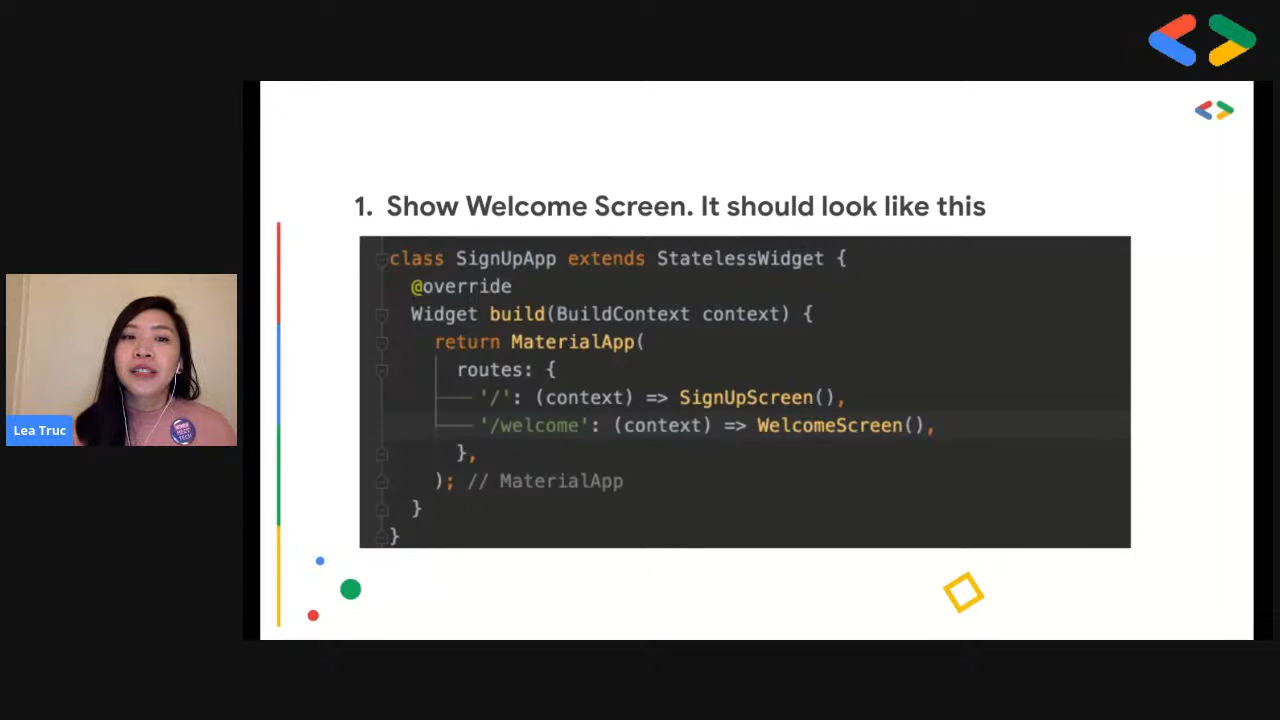 1. Show Welcome Screen. It should look like this
class SignUpApp extends StatelessWidget {
@override
Widget build(BuildContext context) {
return MaterialApp(
routes: {
'/': (context) => SignUpScreen(),
'/welcome': (context) => WelcomeScreen(),
},
); // MaterialApp
}
}
Lea Truc